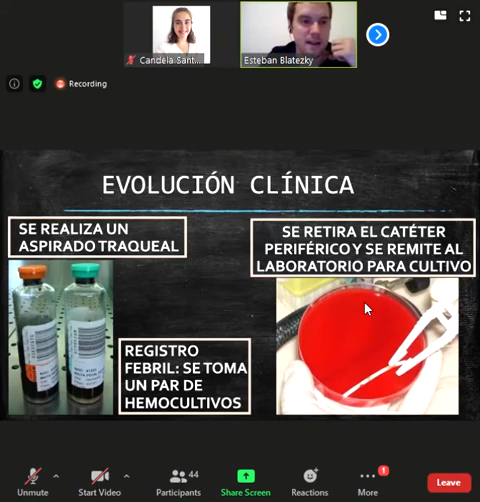 Candela Sant...
Esteban Blatezky
Recording
EVOLUCIÓN CLÍNICA
SE REALIZA UN
ASPIRADO TRAQUEAL
SE RETIRA EL CATÉTER
PERIFÉRICO Y SE REMITE AL
LABORATORIO PARA CULTIVO
REGISTRO
FEBRIL: SE TOMA
UN PAR DE
HEMOCULTIVOS
44
1
Unmute
Start Video
Participants
Share Screen
Reactions
More
Leave